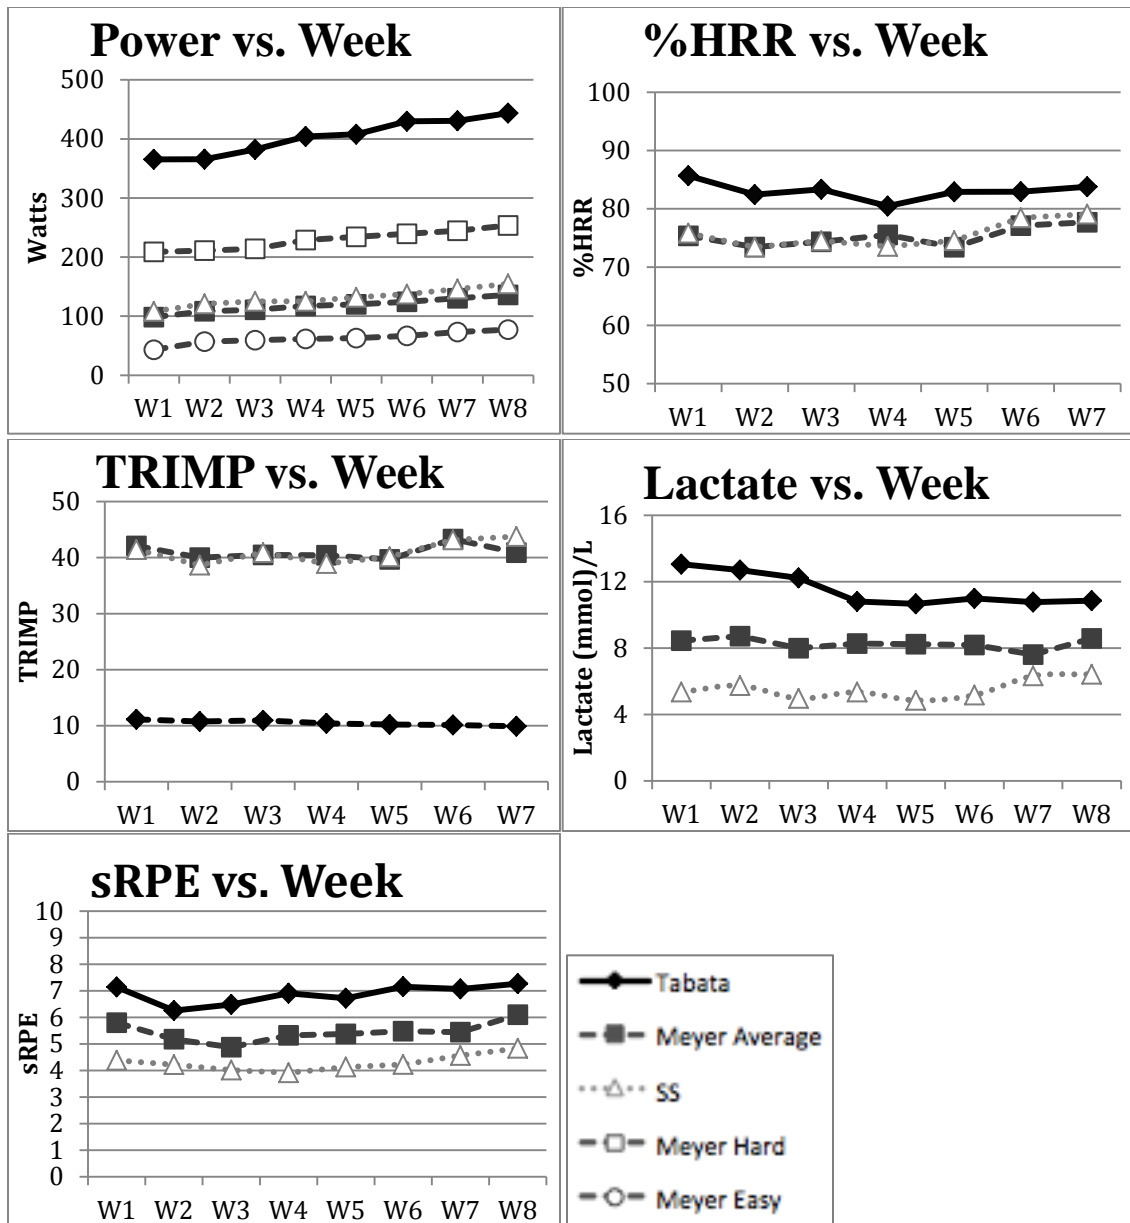 Power vs. Week
500
400
300
200
100
0
Watts
W1 W2 W3 W4 W5 W6 W7 W8
%HRR vs. Week
100
90
80
70
60
50
%HRR
W1 W2 W3 W4 W5 W6 W7
TRIMP vs. Week
50
40
30
20
10
0
TRIMP
W1 W2 W3 W4 W5 W6 W7
Lactate vs. Week
16
12
8
4
0
Lactate (mmol)/L
W1 W2 W3 W4 W5 W6 W7 W8
sRPE vs. Week
10
9
8
7
6
5
4
3
2
1
0
sRPE
W1 W2 W3 W4 W5 W6 W7 W8
Tabata
Meyer Average
SS
Meyer Hard
Meyer Easy